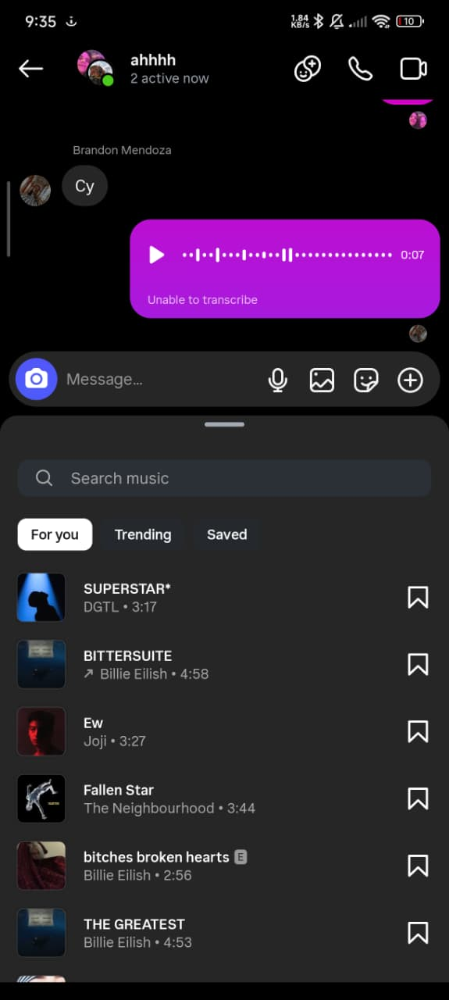 9:35
1.84
KB/s
10
ahhhh
2 active now
Brandon Mendoza
Cy
0:07
Unable to transcribe
Message…
Search music
For you
Trending
Saved
SUPERSTAR*
DGTL • 3:17
BITTERSUITE
↗ Billie Eilish • 4:58
Ew
Joji • 3:27
Fallen Star
The Neighbourhood • 3:44
bitches broken hearts E
Billie Eilish • 2:56
THE GREATEST
Billie Eilish • 4:53